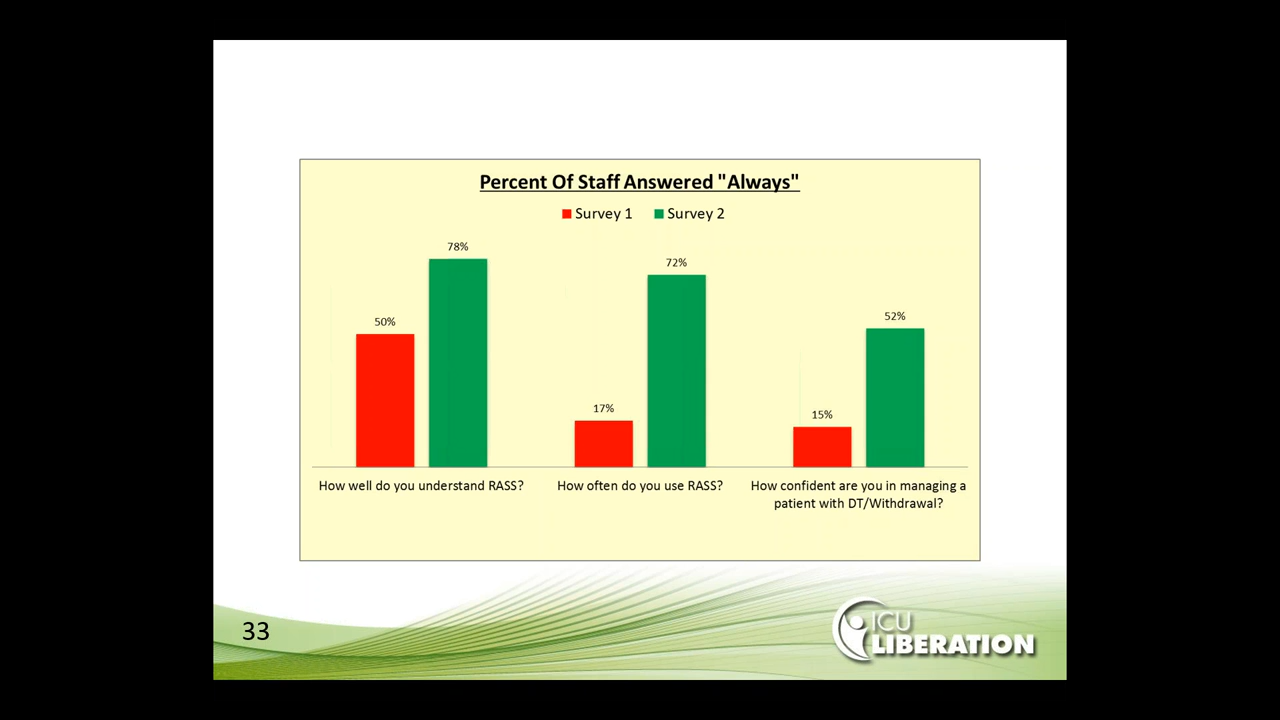 Percent Of Staff Answered "Always"
Survey 1 Survey 2
78%
72%
50%
52%
17%
15%
How well do you understand RASS? How often do you use RASS? How confident are you in managing a
patient with DT/Withdrawal?
33
ICU
LIBERATION